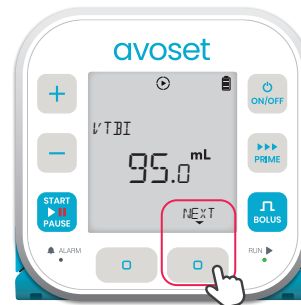 avoset
+
ON/OFF
VTBI
95.0 mL
−
PRIME
START
PAUSE
NEXT
BOLUS
ALARM
RUN